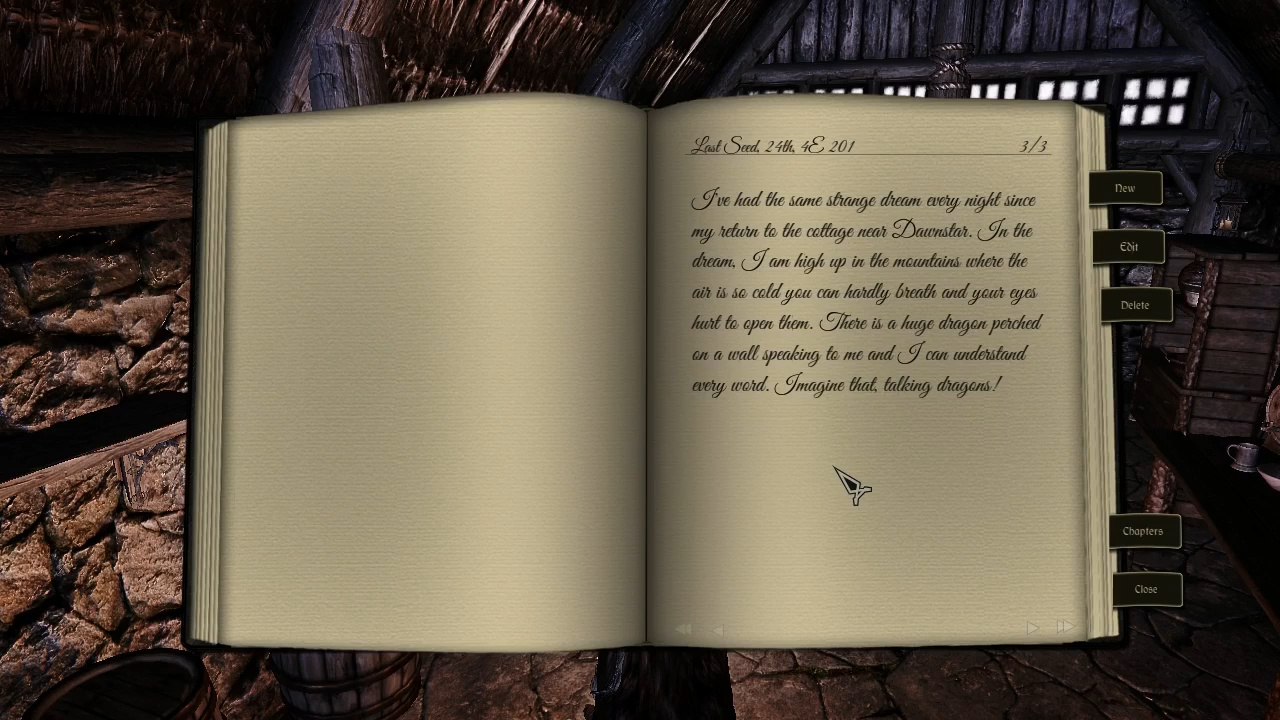 Last Seed, 24th, 4E 201
3/3
I've had the same strange dream every night since
my return to the cottage near Dawnstar. In the
dream, I am high up in the mountains where the
air is so cold you can hardly breath and your eyes
hurt to open them. There is a huge dragon perched
on a wall speaking to me and I can understand
every word. Imagine that, talking dragons!
New
Edit
Delete
Chapters
Close